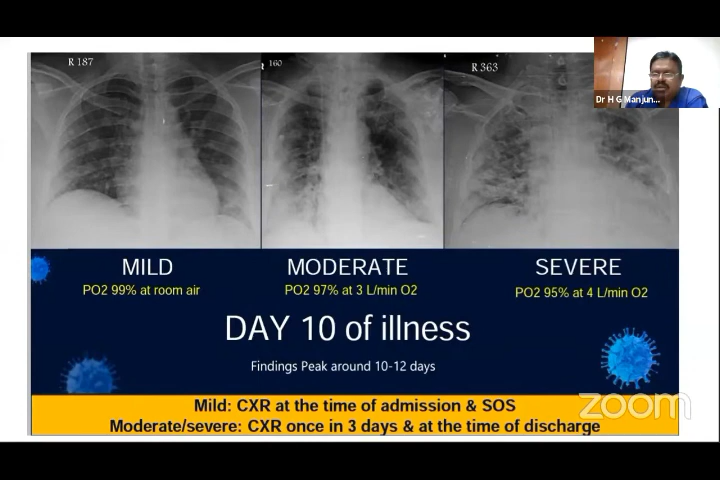 R 187
R 160
R 363
Dr H G Manjun...
MILD
MODERATE
SEVERE
PO2 99% at room air
PO2 97% at 3 L/min O2
PO2 95% at 4 L/min O2
DAY 10 of illness
Findings Peak around 10-12 days
Mild: CXR at the time of admission & SOS
Moderate/severe: CXR once in 3 days & at the time of discharge
zoom